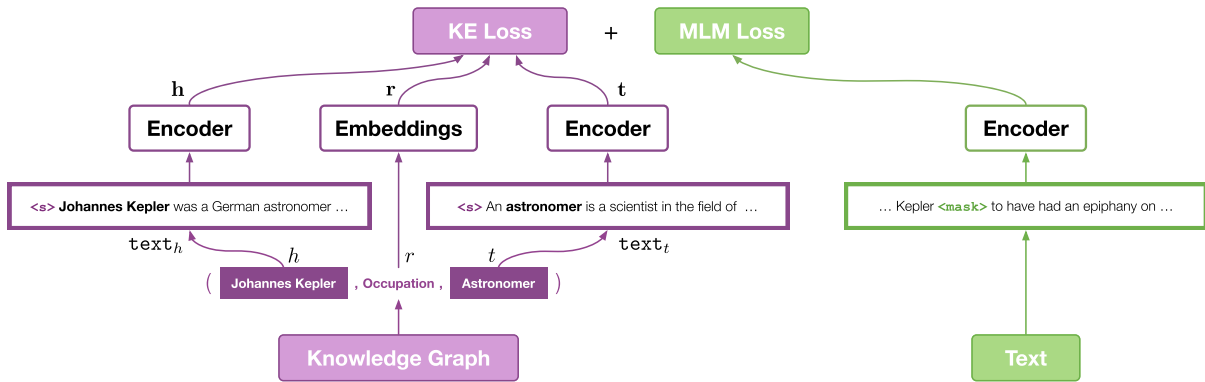 KE Loss + MLM Loss
h r t
Encoder Embeddings Encoder Encoder
<s> Johannes Kepler was a German astronomer ...
<s> An astronomer is a scientist in the field of ...
... Kepler <mask> to have had an epiphany on ...
text_h h r t text_t
( Johannes Kepler , Occupation , Astronomer )
Knowledge Graph Text